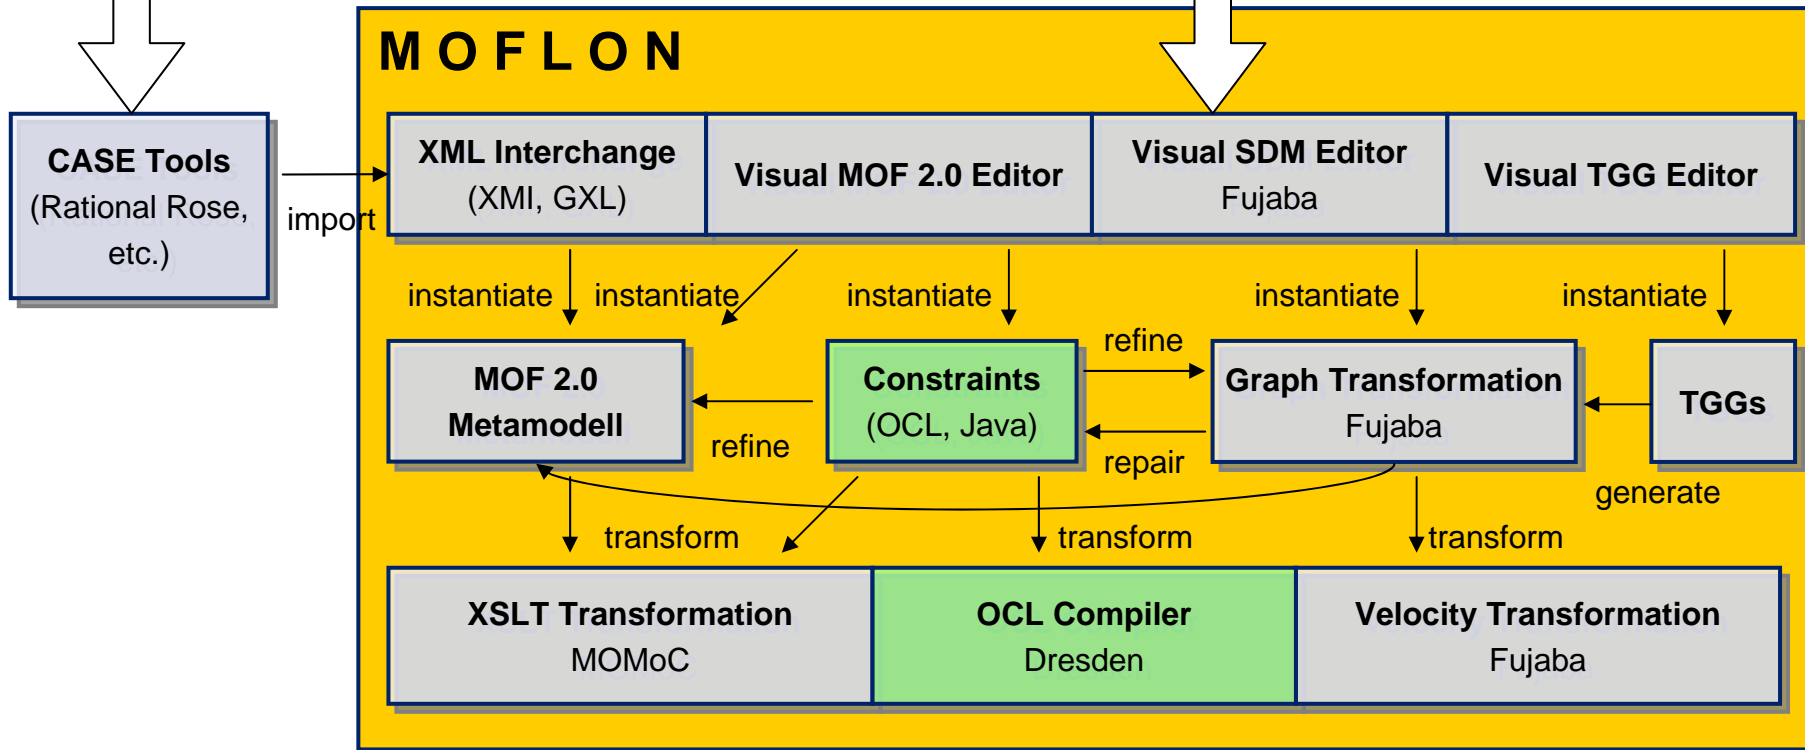 M O F L O N
CASE Tools
(Rational Rose,
etc.)
import
XML Interchange
(XMI, GXL)
Visual MOF 2.0 Editor
Visual SDM Editor
Fujaba
Visual TGG Editor
instantiate
instantiate
instantiate
instantiate
instantiate
MOF 2.0
Metamodell
refine
Constraints
(OCL, Java)
refine
repair
Graph Transformation
Fujaba
TGGs
generate
transform
transform
transform
XSLT Transformation
MOMoC
OCL Compiler
Dresden
Velocity Transformation
Fujaba